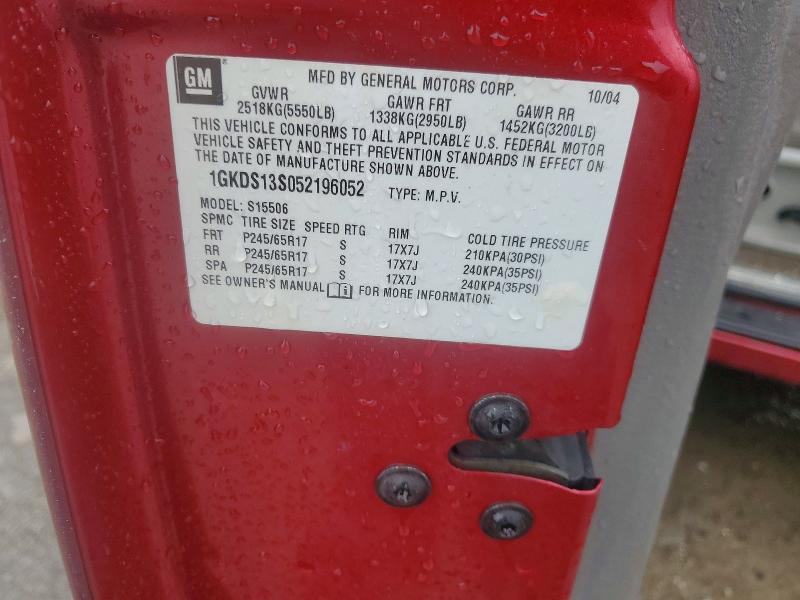 GM ®
MFD BY GENERAL MOTORS CORP. 10/04
GVWR GAWR FRT GAWR RR
2518KG(5550LB) 1338KG(2950LB) 1452KG(3200LB)
THIS VEHICLE CONFORMS TO ALL APPLICABLE U.S. FEDERAL MOTOR
VEHICLE SAFETY AND THEFT PREVENTION STANDARDS IN EFFECT ON
THE DATE OF MANUFACTURE SHOWN ABOVE.
1GKDS13S052196052 TYPE: M.P.V.
MODEL: S15506
SPMC TIRE SIZE SPEED RTG RIM COLD TIRE PRESSURE
FRT P245/65R17 S 17X7J 210KPA(30PSI)
RR P245/65R17 S 17X7J 240KPA(35PSI)
SPA P245/65R17 S 17X7J 240KPA(35PSI)
SEE OWNER'S MANUAL i FOR MORE INFORMATION.